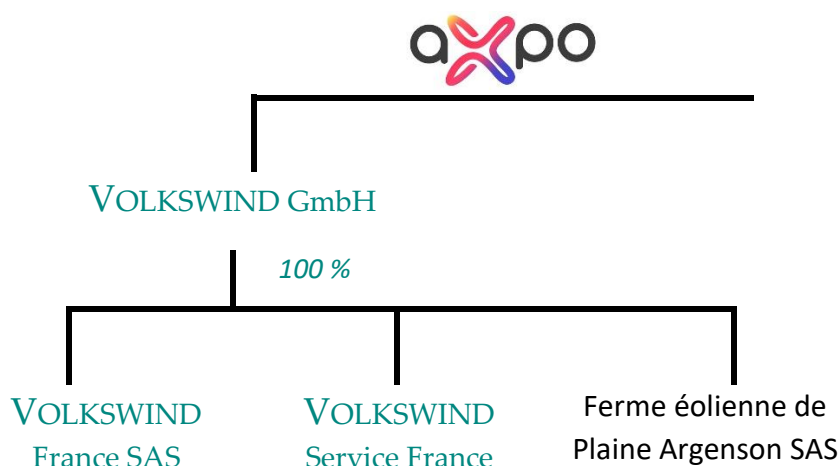 axpo
VOLKSWIND GmbH
100 %
VOLKSWIND
France SAS
VOLKSWIND
Service France
Ferme éolienne de
Plaine Argenson SAS